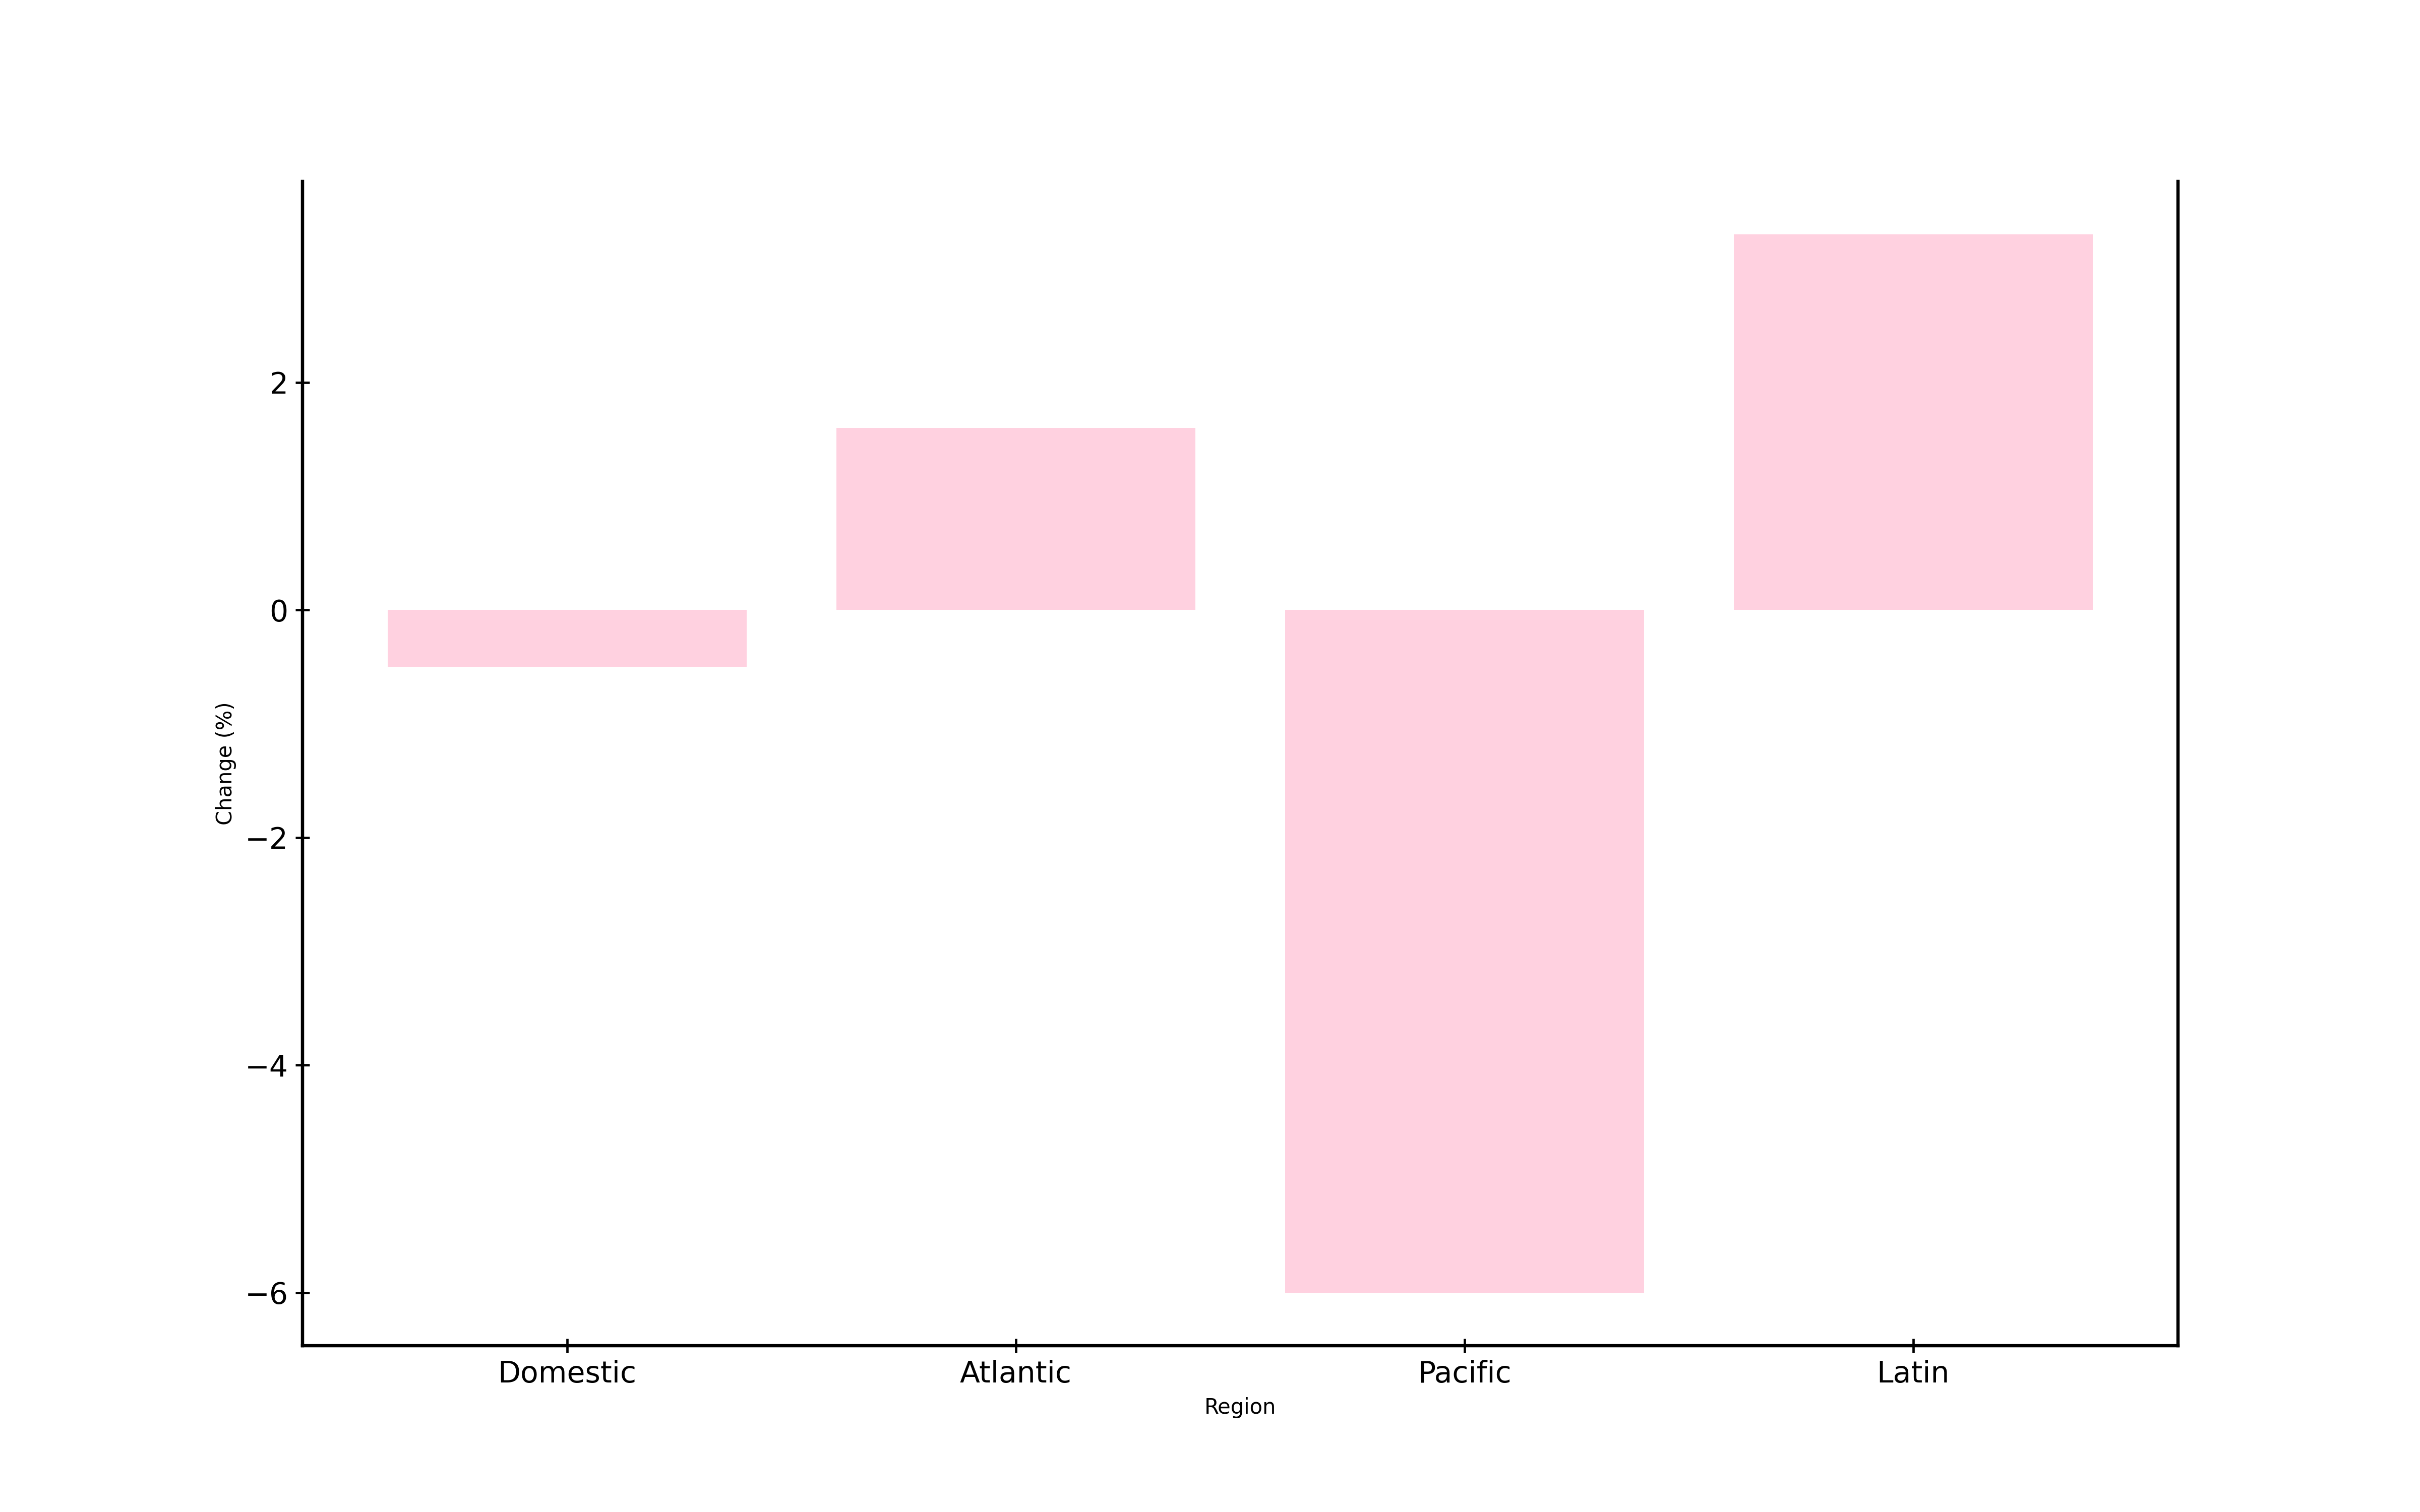 2
0
−2
−4
−6
Change (%)
Domestic
Atlantic
Pacific
Latin
Region